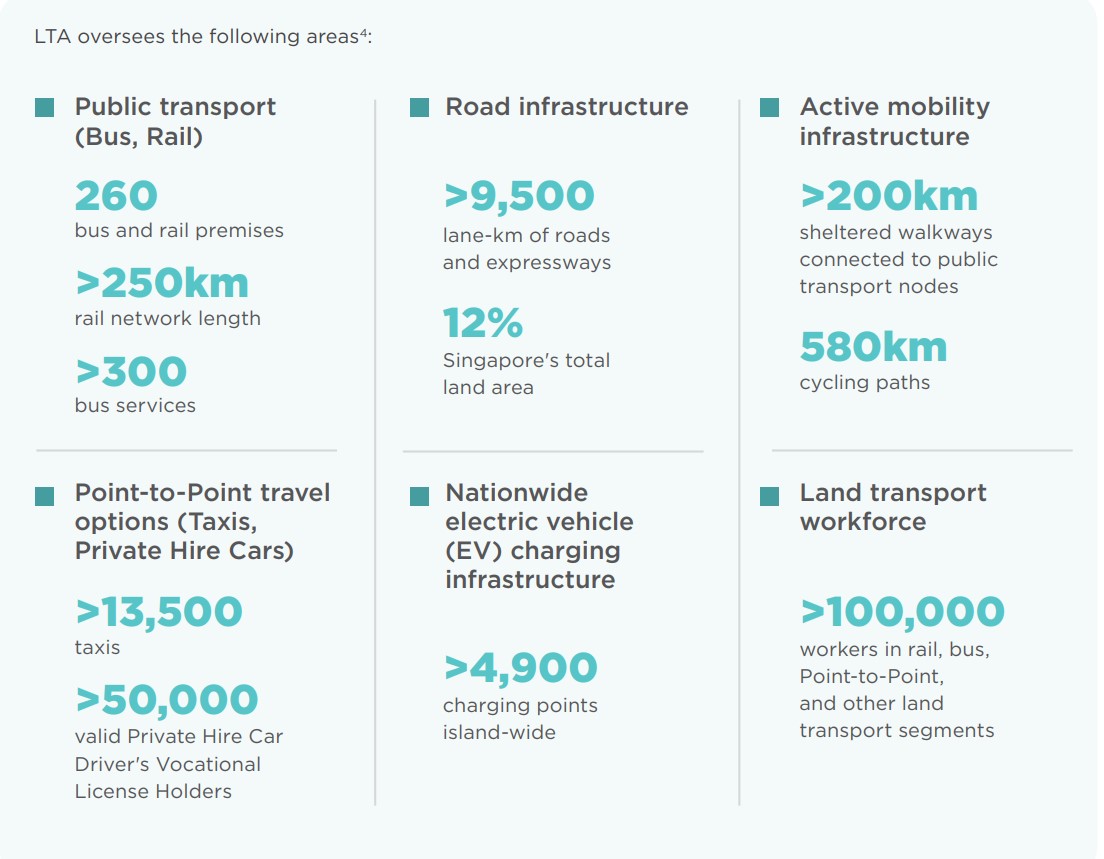 LTA oversees the following areas⁴:
Public transport
(Bus, Rail)
260
bus and rail premises
>250km
rail network length
>300
bus services
Road infrastructure
>9,500
lane-km of roads
and expressways
12%
Singapore's total
land area
Active mobility
infrastructure
>200km
sheltered walkways
connected to public
transport nodes
580km
cycling paths
Point-to-Point travel
options (Taxis,
Private Hire Cars)
>13,500
taxis
>50,000
valid Private Hire Car
Driver's Vocational
License Holders
Nationwide
electric vehicle
(EV) charging
infrastructure
>4,900
charging points
island-wide
Land transport
workforce
>100,000
workers in rail, bus,
Point-to-Point,
and other land
transport segments